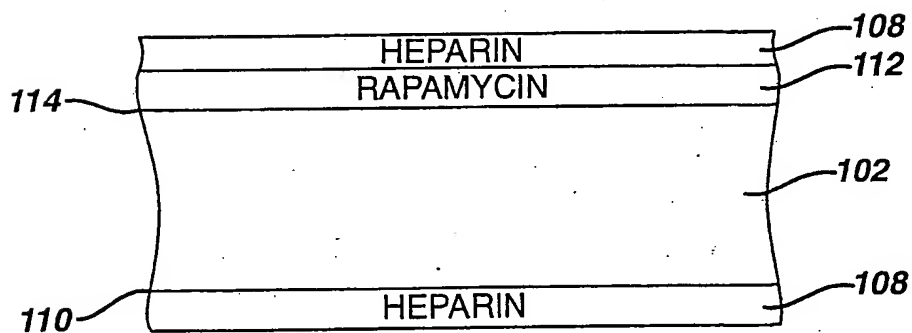 HEPARIN 108
RAPAMYCIN 112
114
102
110 HEPARIN 108